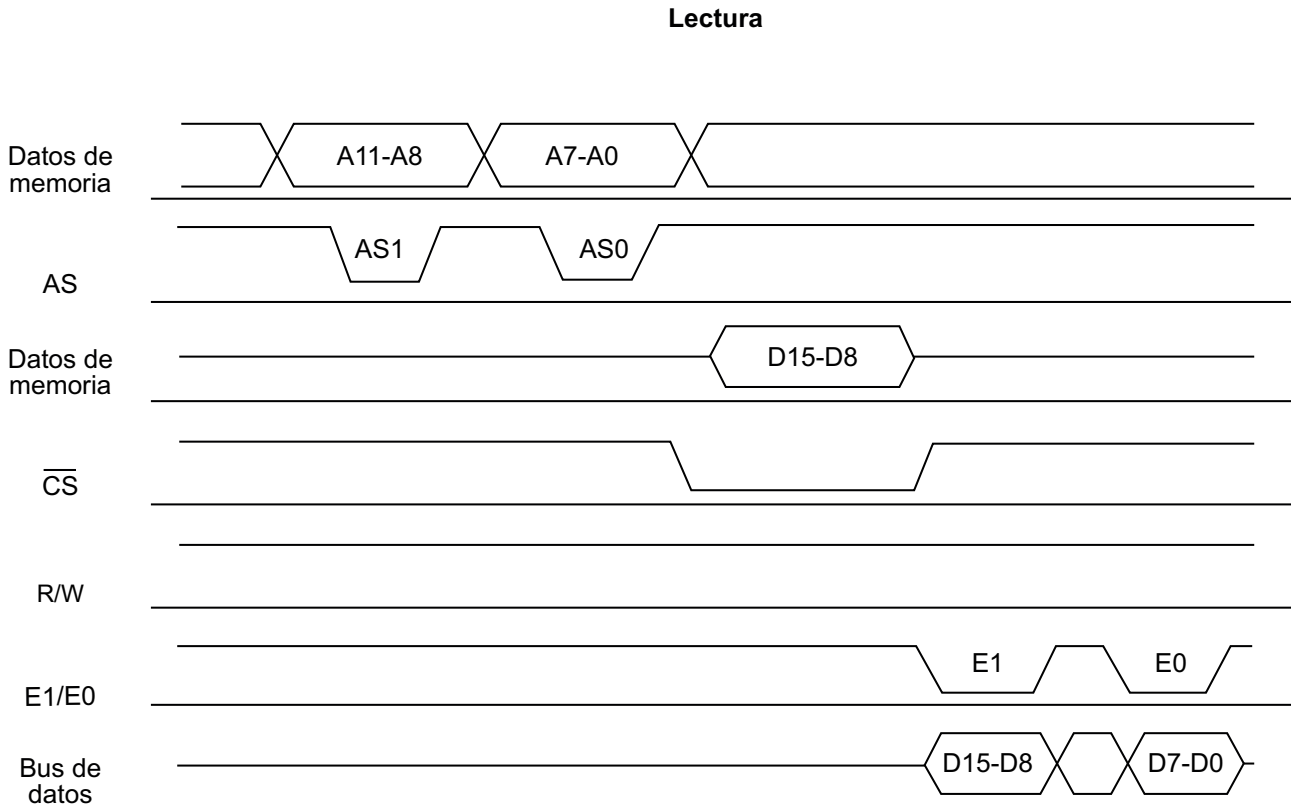 Lectura
Datos de
memoria
A11-A8
A7-A0
AS
AS1
AS0
Datos de
memoria
D15-D8
CS
R/W
E1/E0
E1
E0
Bus de
datos
D15-D8
D7-D0